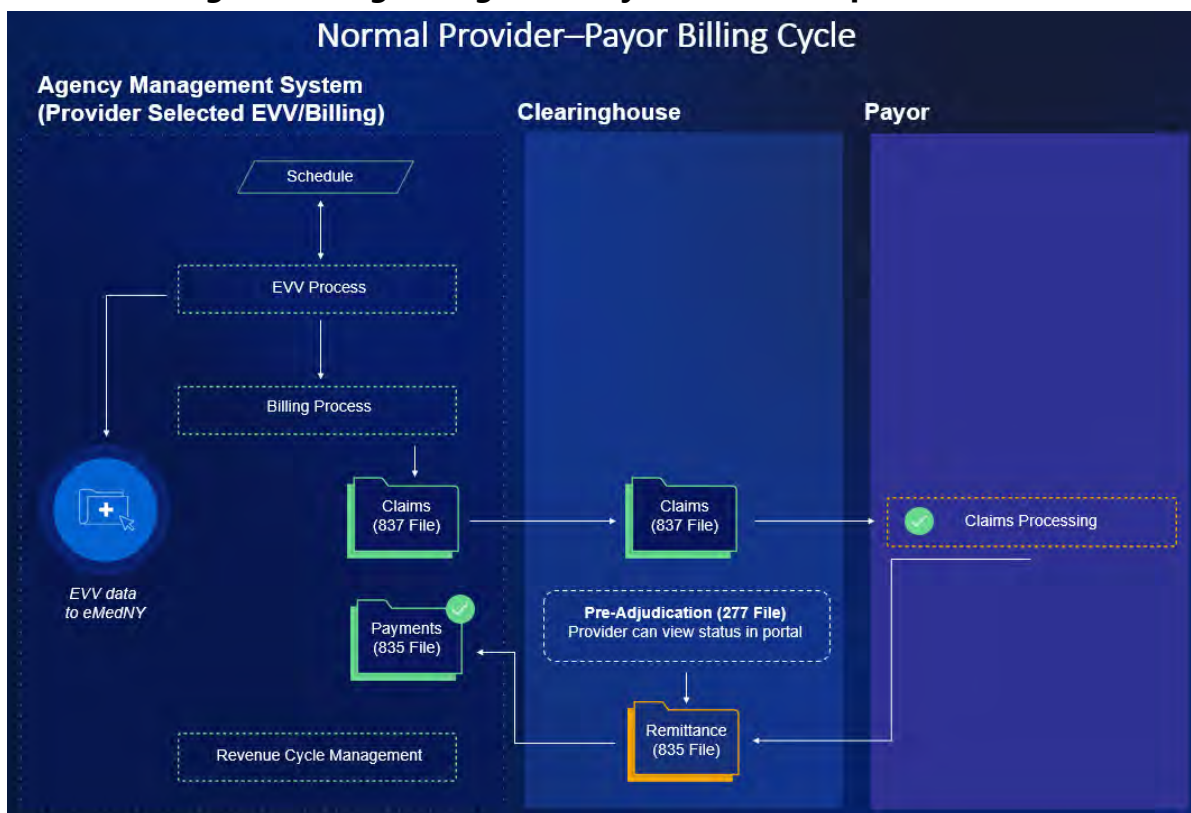 Normal Provider–Payor Billing Cycle
Agency Management System
(Provider Selected EVV/Billing)
Clearinghouse
Payor
Schedule
EVV Process
Billing Process
Claims
(837 File)
Claims
(837 File)
Claims Processing
EVV data
to eMedNY
Payments
(835 File)
Pre-Adjudication (277 File)
Provider can view status in portal
Remittance
(835 File)
Revenue Cycle Management